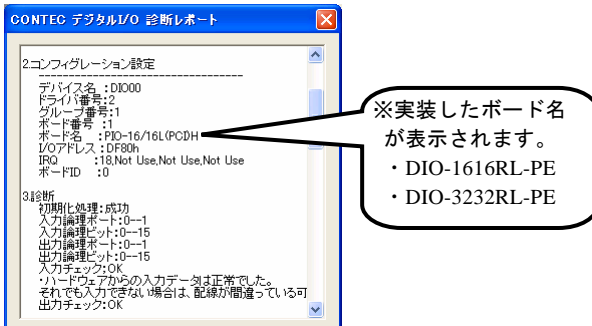 CONTEC デジタルI/O 診断レポート
2.コンフィグレーション設定
----------------------------------
デバイス名 :DIO00
ドライバ番号:2
グループ番号:1
ボード番号 :1
ボード名 :PIO-16/16L(PCI)H
I/Oアドレス :DF80h
IRQ :18,Not Use,Not Use,Not Use
ボードID :0
3.診断
初期化処理:成功
入力論理ポート:0--1
入力論理ビット:0--15
出力論理ポート:0--1
出力論理ビット:0--15
入力チェック:OK
・ハードウェアからの入力データは正常でした。
それでも入力できない場合は、配線が間違っている可
出力チェック:OK
※実装したボード名
が表示されます。
・DIO-1616RL-PE
・DIO-3232RL-PE